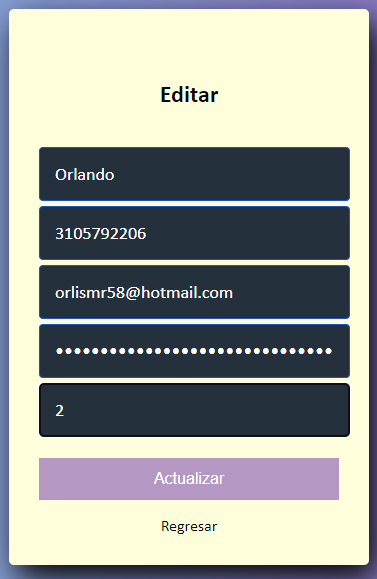 Editar
Orlando
3105792206
orlismr58@hotmail.com
•••••••••••••••••••••••••••••••
2
Actualizar
Regresar